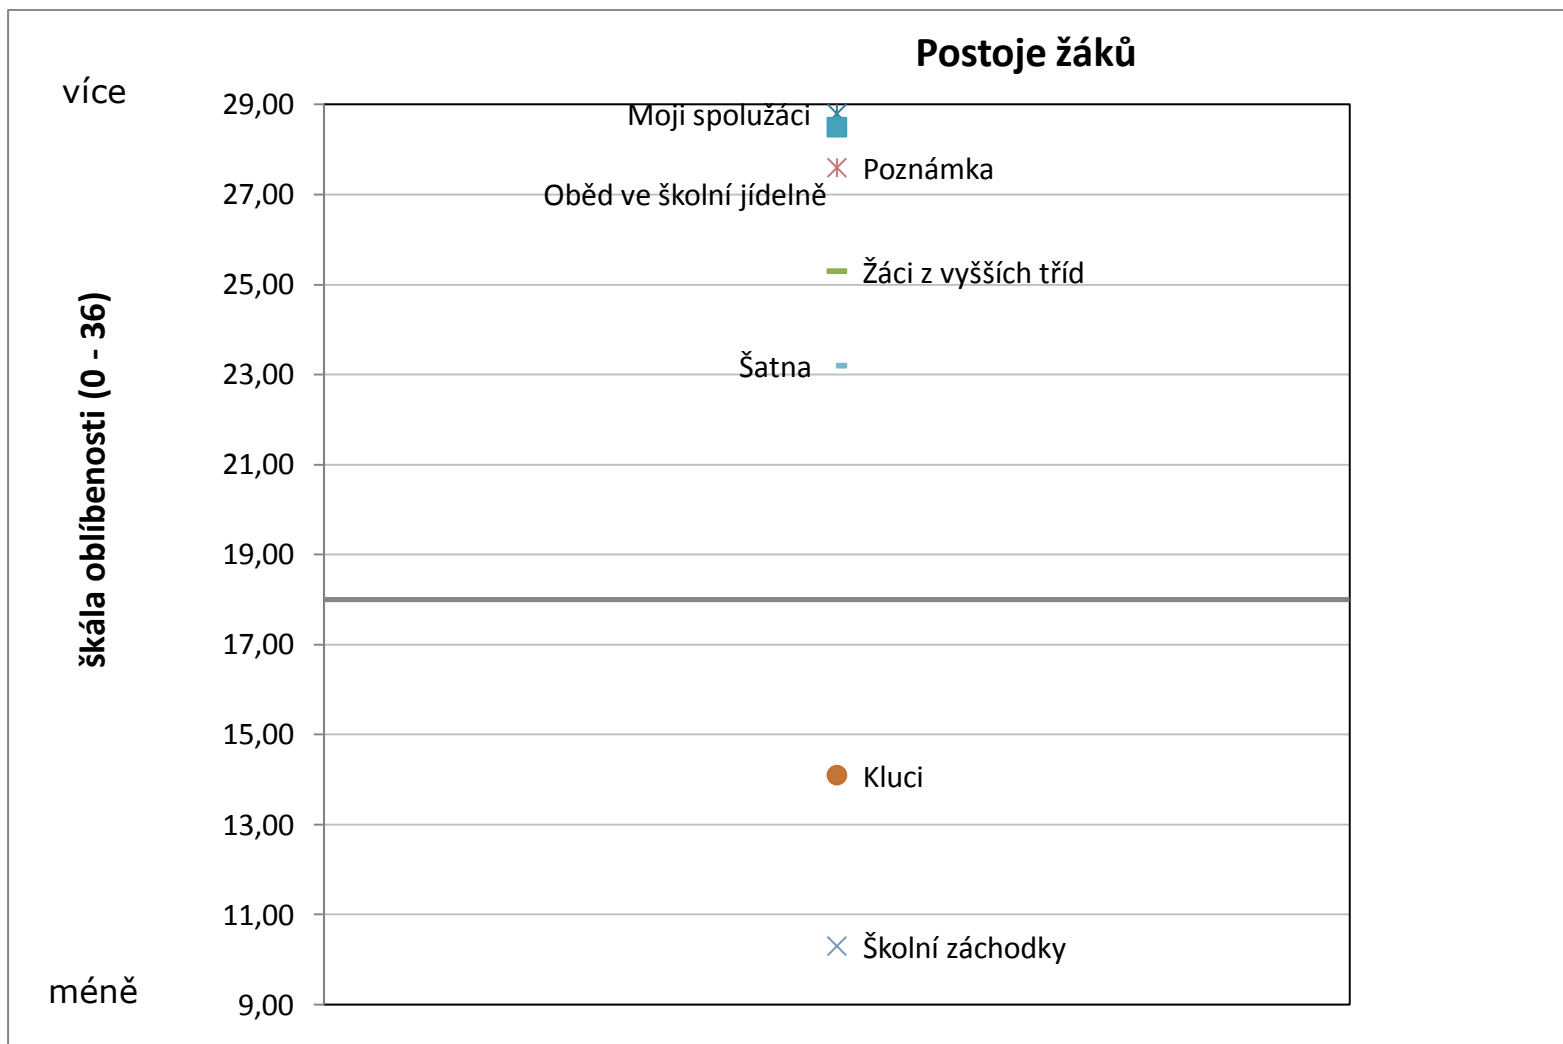 Postoje žáků
více
29,00
Moji spolužáci
Poznámka
27,00
Oběd ve školní jídelně
Žáci z vyšších tříd
25,00
Šatna
23,00
21,00
19,00
17,00
15,00
Kluci
13,00
11,00
Školní záchodky
méně
9,00
škála oblíbenosti (0 - 36)